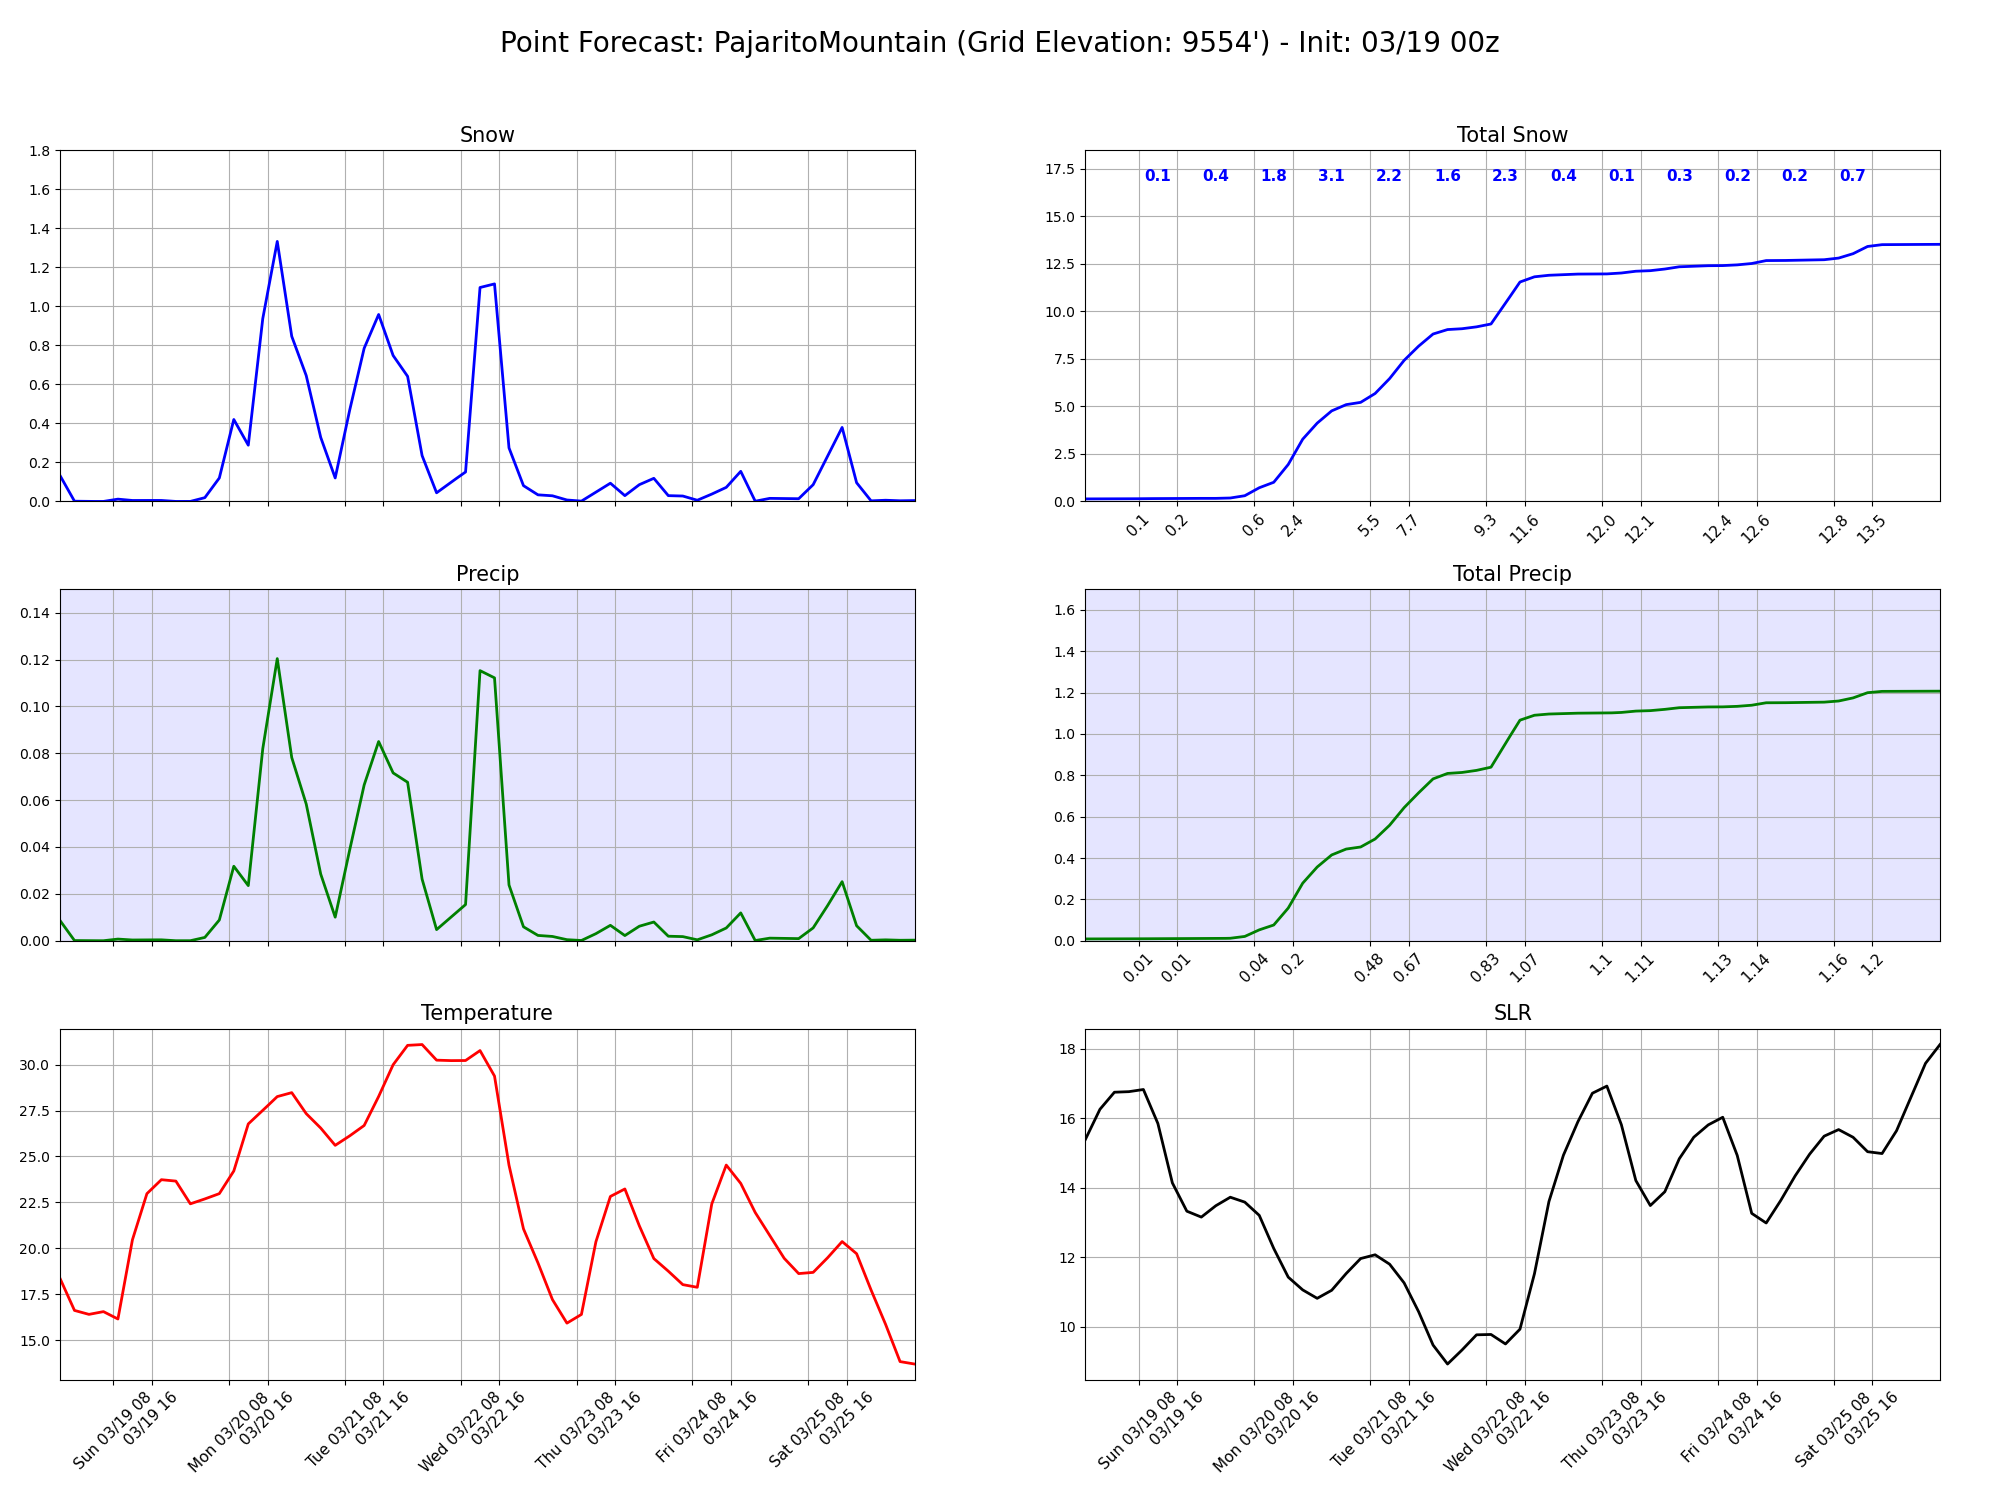 Point Forecast: PajaritoMountain (Grid Elevation: 9554') - Init: 03/19 00z
Snow
1.8
1.6
1.4
1.2
1.0
0.8
0.6
0.4
0.2
0.0
Total Snow
17.5
15.0
12.5
10.0
7.5
5.0
2.5
0.0
0.1 0.4 1.8 3.1 2.2 1.6 2.3 0.4 0.1 0.3 0.2 0.2 0.7
0.1 0.2 0.6 2.4 5.5 7.7 9.3 11.6 12.0 12.1 12.4 12.6 12.8 13.5
Precip
0.14
0.12
0.10
0.08
0.06
0.04
0.02
0.00
Total Precip
1.6
1.4
1.2
1.0
0.8
0.6
0.4
0.2
0.0
0.01 0.01 0.04 0.2 0.48 0.67 0.83 1.07 1.1 1.11 1.13 1.14 1.16 1.2
Temperature
30.0
27.5
25.0
22.5
20.0
17.5
15.0
Sun 03/19 08
03/19 16
Mon 03/20 08
03/20 16
Tue 03/21 08
03/21 16
Wed 03/22 08
03/22 16
Thu 03/23 08
03/23 16
Fri 03/24 08
03/24 16
Sat 03/25 08
03/25 16
SLR
18
16
14
12
10
Sun 03/19 08
03/19 16
Mon 03/20 08
03/20 16
Tue 03/21 08
03/21 16
Wed 03/22 08
03/22 16
Thu 03/23 08
03/23 16
Fri 03/24 08
03/24 16
Sat 03/25 08
03/25 16